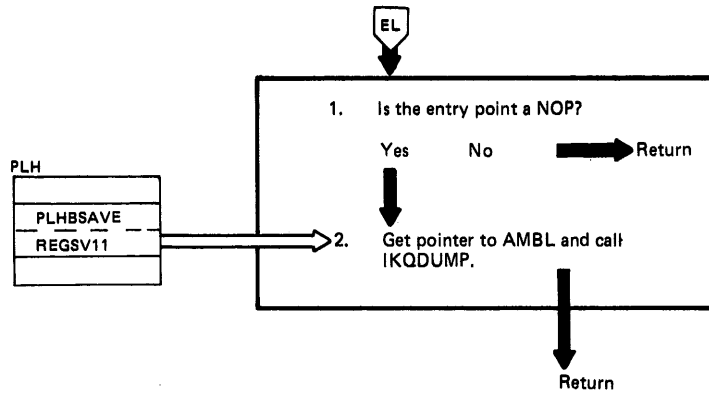 EL
1. Is the entry point a NOP?
Yes No Return
PLH
PLHBSAVE
REGSV11
2. Get pointer to AMBL and call
IKQDUMP.
Return